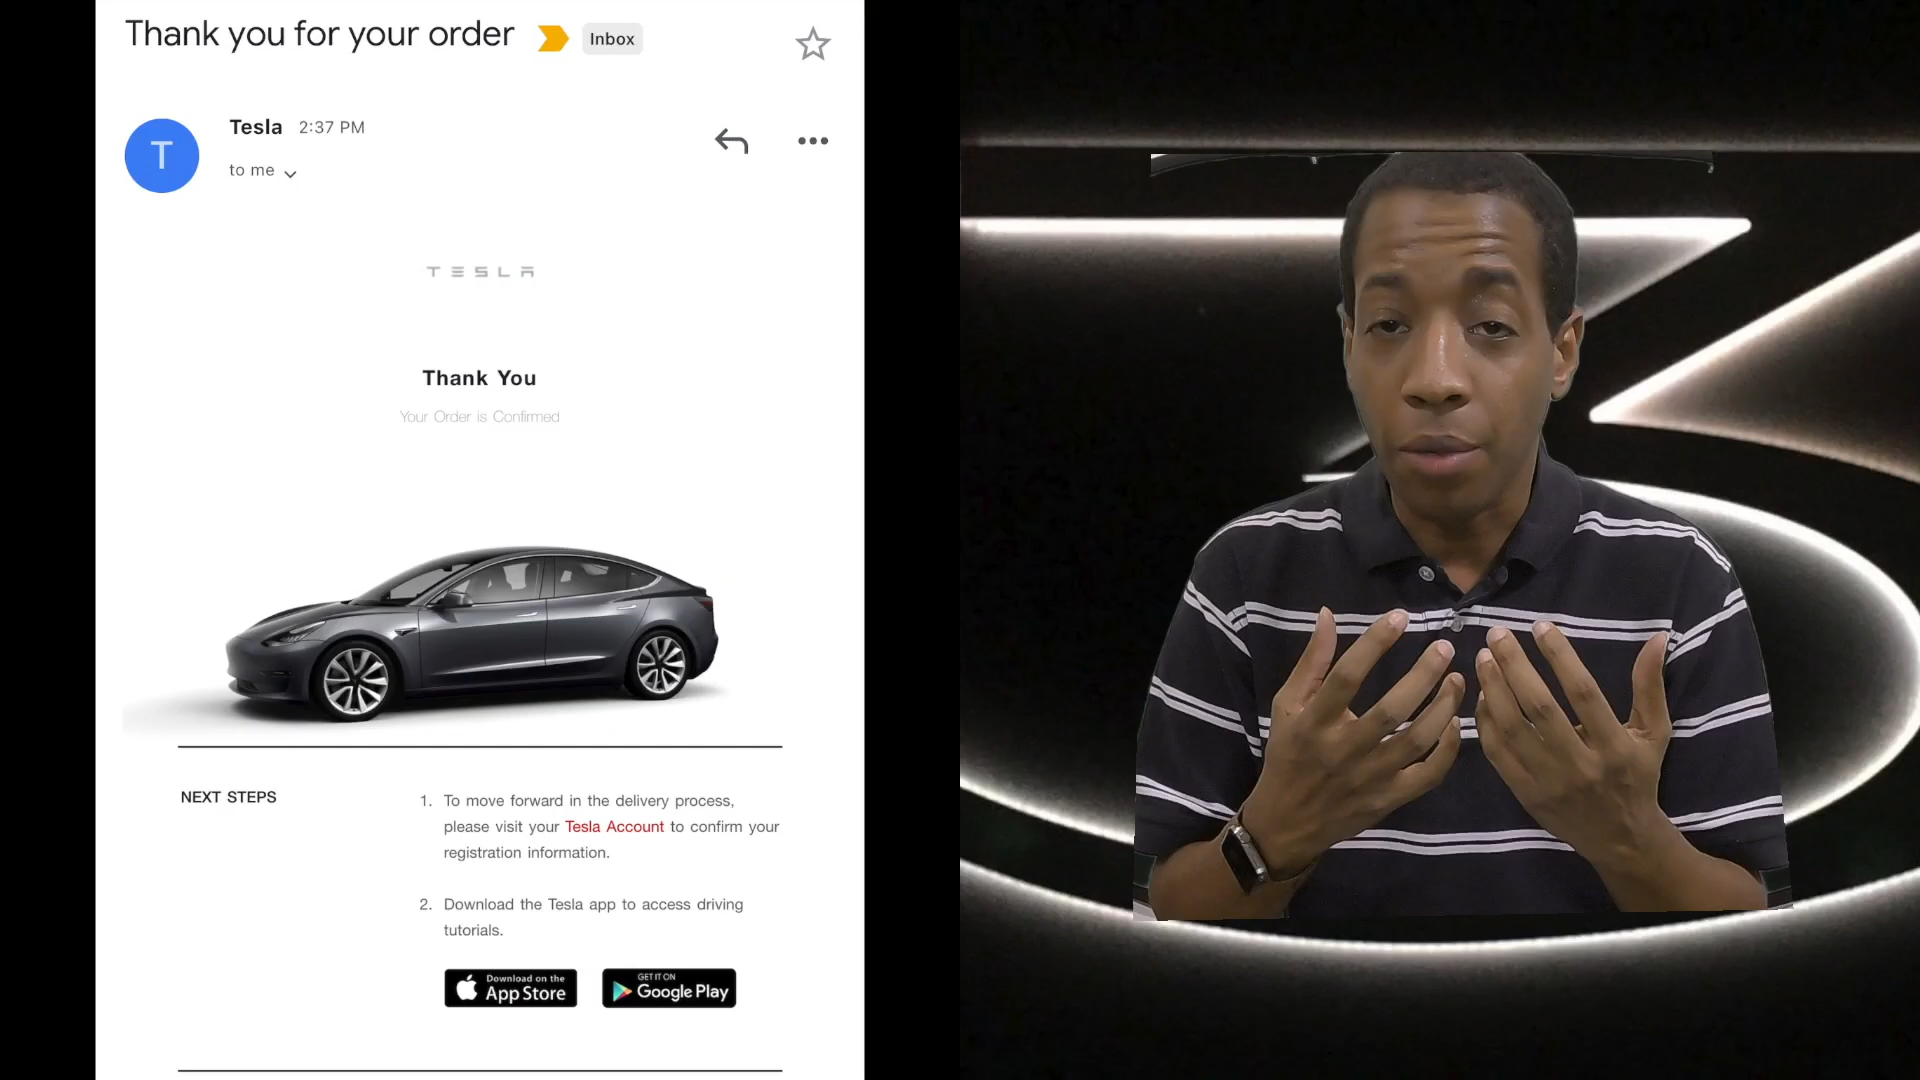 Thank you for your order
Inbox
Tesla 2:37 PM
T
to me
TESLA
Thank You
Your Order is Confirmed
NEXT STEPS
1. To move forward in the delivery process,
please visit your Tesla Account to confirm your
registration information.
2. Download the Tesla app to access driving
tutorials.
Download on the
App Store
GET IT ON
Google Play